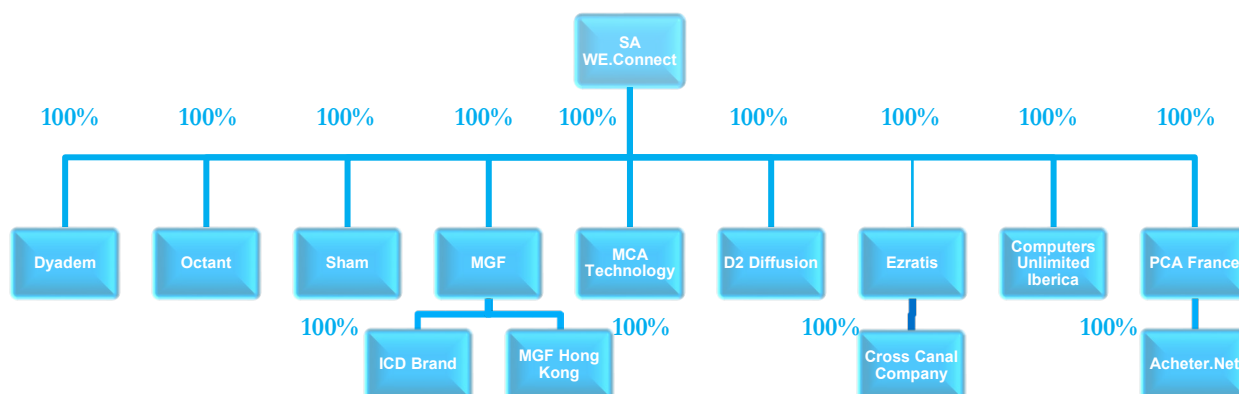 SA
WE.Connect
100%
100%
100%
100%
100%
100%
100%
100%
100%
Dyadem
Octant
Sham
MGF
MCA
Technology
D2 Diffusion
Ezratis
Computers
Unlimited
Iberica
PCA France
100%
100%
100%
100%
ICD Brand
MGF Hong
Kong
Cross Canal
Company
Acheter.Net